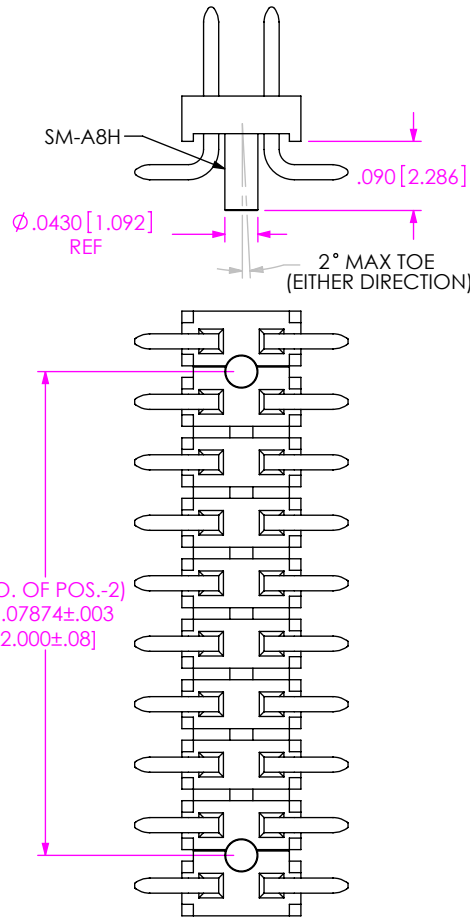 SM-A8H
.090 [2.286]
Ø.0430 [1.092]
REF
2° MAX TOE
(EITHER DIRECTION)
OF POS.-2)
.07874±.003
2.000±.08]